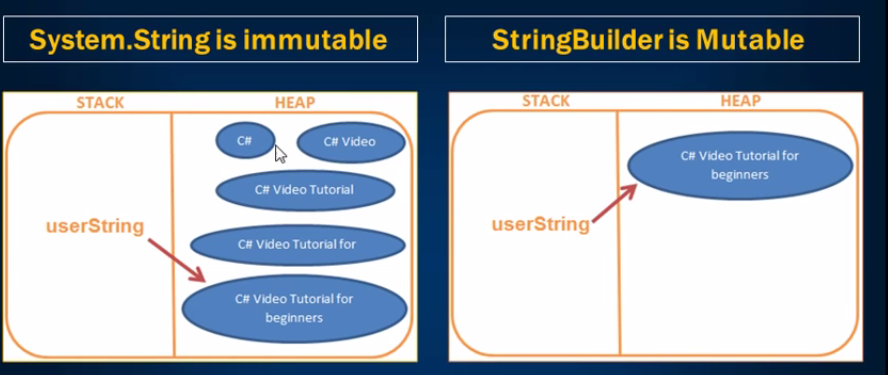 System.String is immutable
StringBuilder is Mutable
STACK
HEAP
C#
C# Video
C# Video Tutorial
userString
C# Video Tutorial for
C# Video Tutorial for
beginners
STACK
HEAP
C# Video Tutorial for
beginners
userString